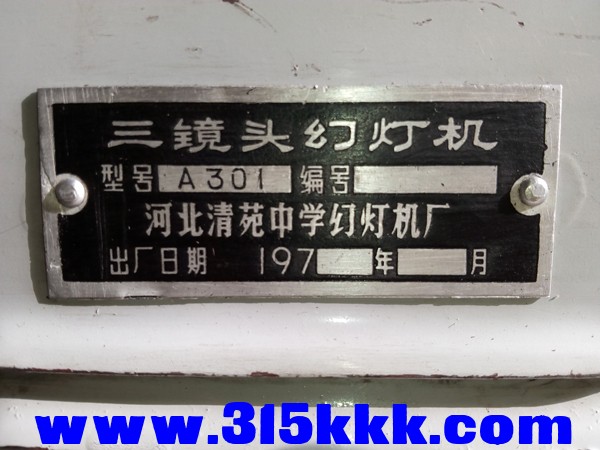 三镜头幻灯机
型号 A301 编号
河北清苑中学幻灯机厂
出厂日期 197 年 月
www.315kkk.com